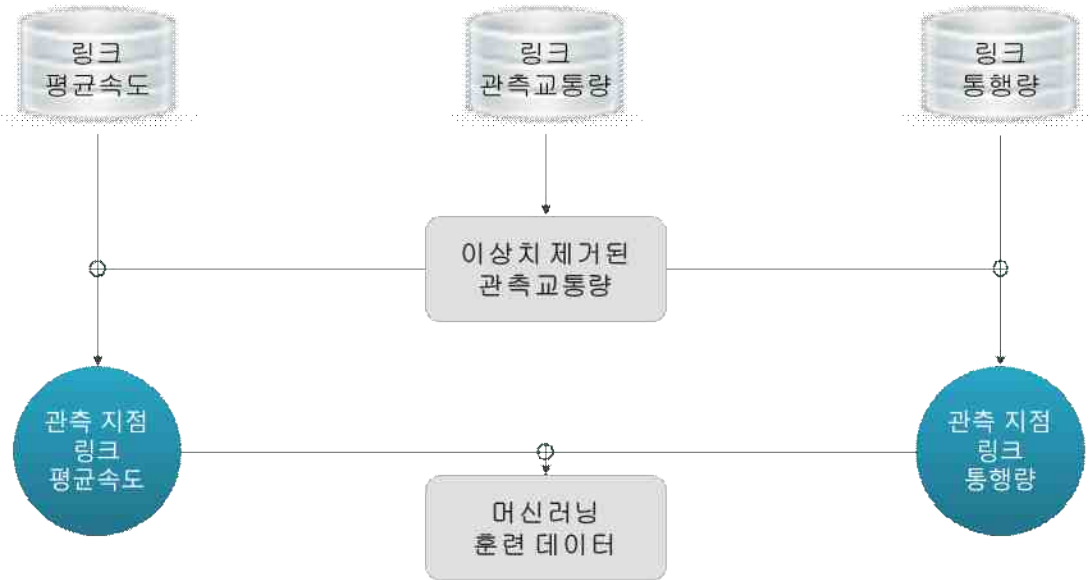 링크
평균속도
링크
관측교통량
링크
통행량
이상치 제거된
관측교통량
관측 지점
링크
평균속도
관측 지점
링크
통행량
머신러닝
훈련 데이터